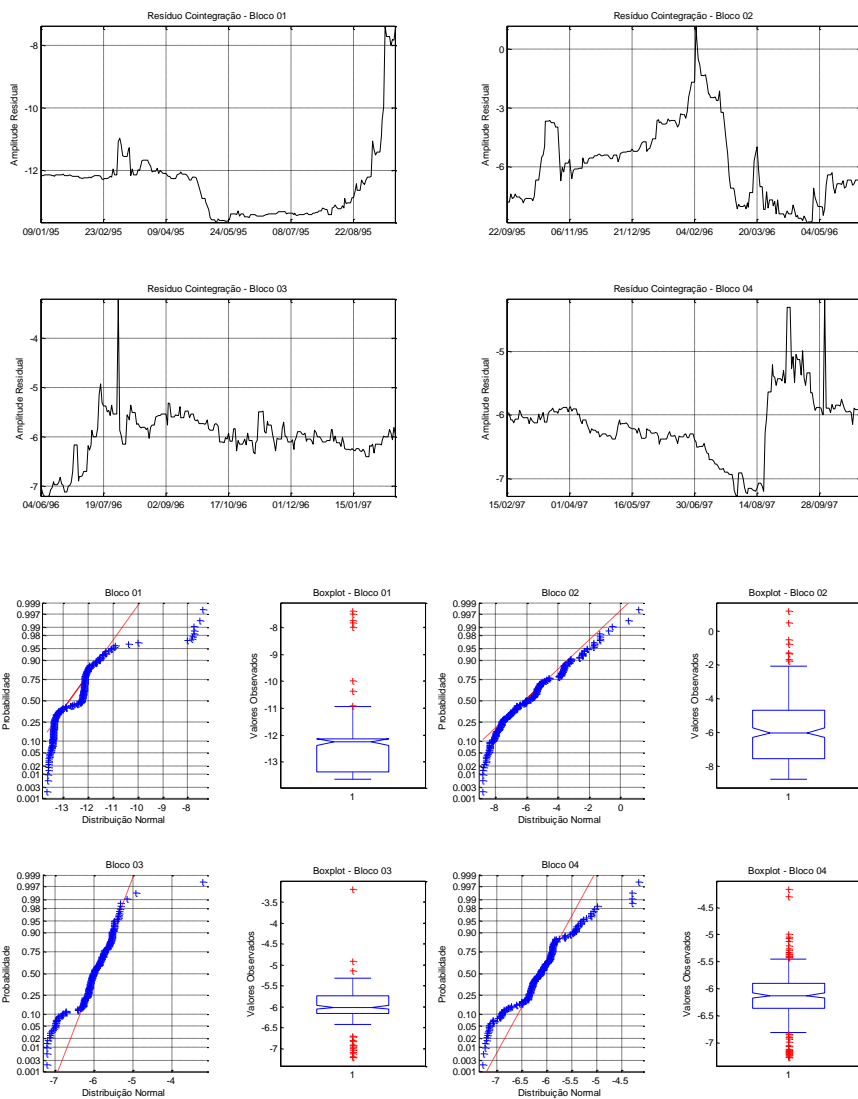 Resíduo Cointegração - Bloco 01
Amplitude Residual
-8
-10
-12
09/01/95 23/02/95 09/04/95 24/05/95 08/07/95 22/08/95
Resíduo Cointegração - Bloco 02
Amplitude Residual
0
-3
-6
22/09/95 06/11/95 21/12/95 04/02/96 20/03/96 04/05/96
Resíduo Cointegração - Bloco 03
Amplitude Residual
-4
-5
-6
-7
04/06/96 19/07/96 02/09/96 17/10/96 01/12/96 15/01/97
Resíduo Cointegração - Bloco 04
Amplitude Residual
-5
-6
-7
15/02/97 01/04/97 16/05/97 30/06/97 14/08/97 28/09/97
Bloco 01
Probabilidade
0.999
0.997
0.99
0.98
0.95
0.90
0.75
0.50
0.25
0.10
0.05
0.02
0.01
0.003
0.001
-13 -12 -11 -10 -9 -8
Distribuição Normal
Boxplot - Bloco 01
Valores Observados
-8
-9
-10
-11
-12
-13
1
Bloco 02
Probabilidade
0.999
0.997
0.99
0.98
0.95
0.90
0.75
0.50
0.25
0.10
0.05
0.02
0.01
0.003
0.001
-8 -6 -4 -2 0
Distribuição Normal
Boxplot - Bloco 02
Valores Observados
0
-2
-4
-6
-8
1
Bloco 03
Probabilidade
0.999
0.997
0.99
0.98
0.95
0.90
0.75
0.50
0.25
0.10
0.05
0.02
0.01
0.003
0.001
-7 -6 -5 -4
Distribuição Normal
Boxplot - Bloco 03
Valores Observados
-3.5
-4
-4.5
-5
-5.5
-6
-6.5
-7
1
Bloco 04
Probabilidade
0.999
0.997
0.99
0.98
0.95
0.90
0.75
0.50
0.25
0.10
0.05
0.02
0.01
0.003
0.001
-7 -6.5 -6 -5.5 -5 -4.5
Distribuição Normal
Boxplot - Bloco 04
Valores Observados
-4.5
-5
-5.5
-6
-6.5
-7
1